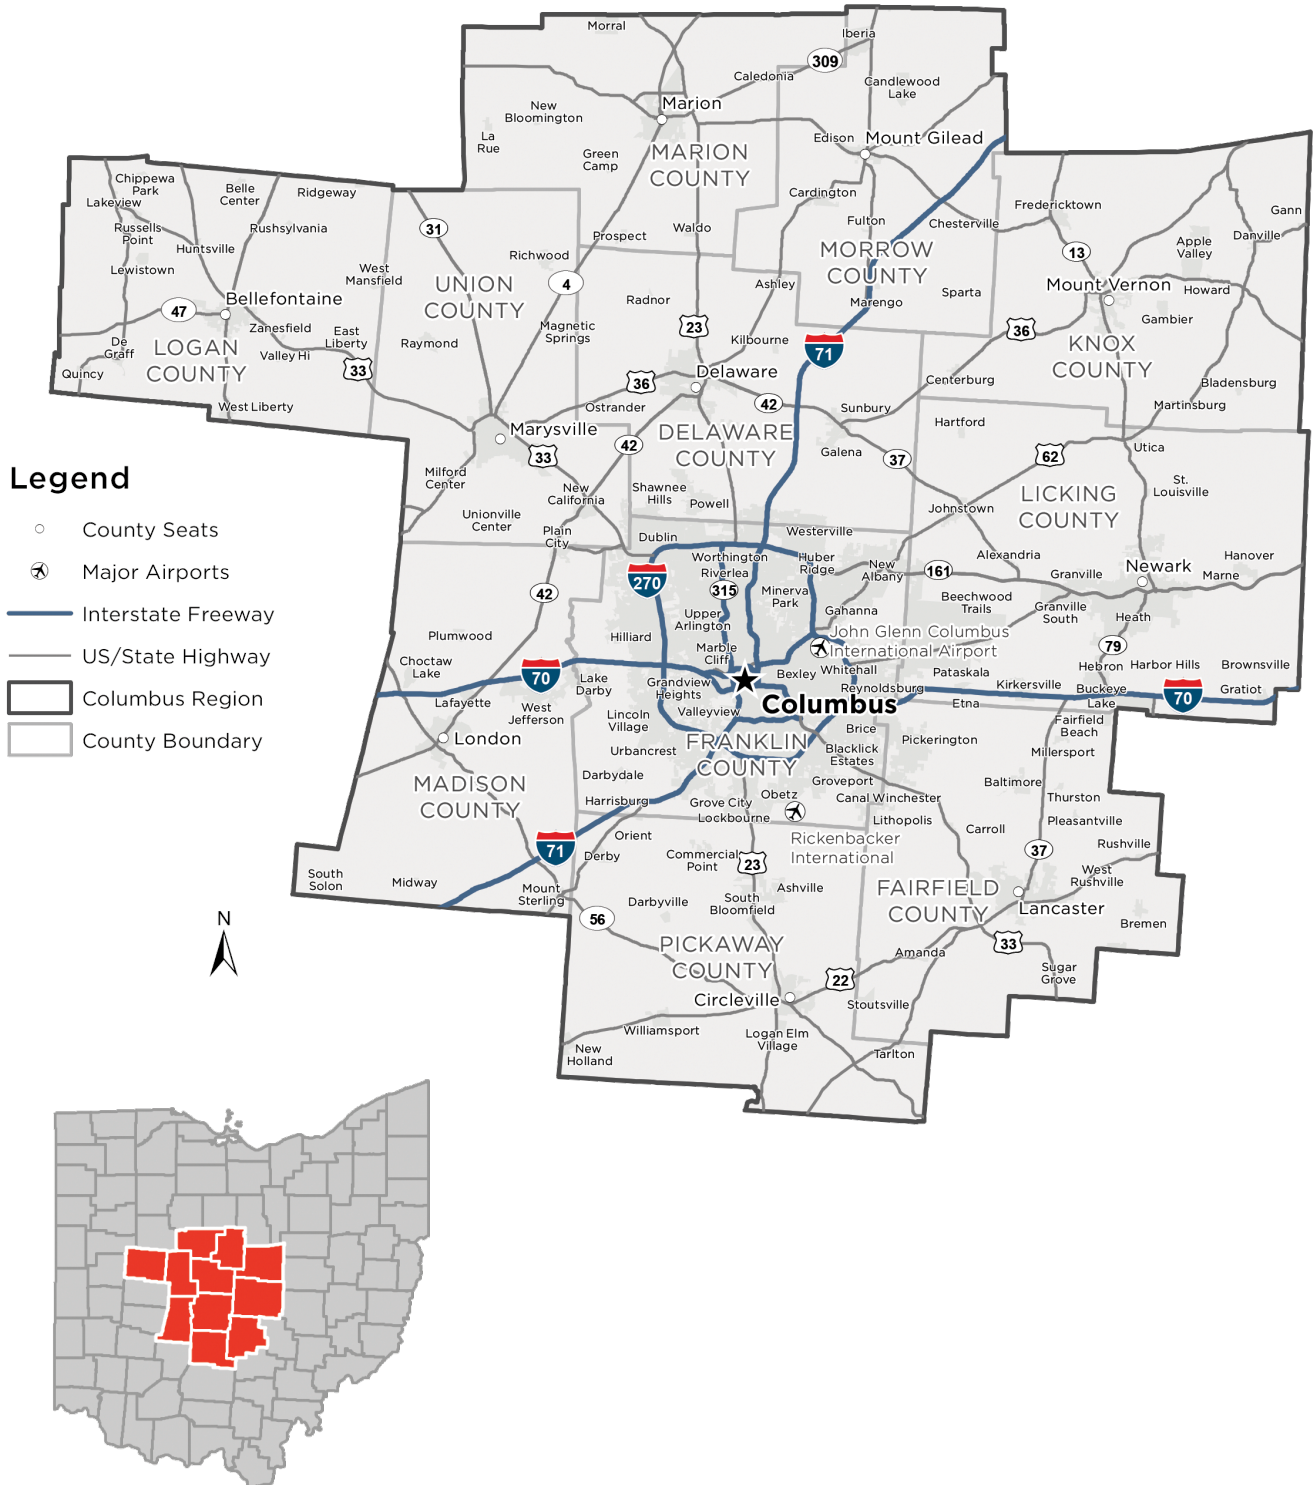 Morral
Iberia
309
Caledonia
Candlewood
Lake
Marion
New
Bloomington
La
Rue
Edison
Mount Gilead
Green
Camp
MARION
COUNTY
Chippewa
Park
Lakeview
Belle
Center
Ridgeway
Cardington
Fredericktown
Gann
Russells
Point
Rushsylvania
31
Waldo
Fulton
Chesterville
Danville
Prospect
Huntsville
Richwood
MORROW
COUNTY
13
Apple
Valley
Lewistown
West
Mansfield
UNION
COUNTY
4
Ashley
Mount Vernon
Howard
47
Bellefontaine
Radnor
Marengo
Sparta
Zanesfield
East
Liberty
Magnetic
Springs
23
Kilbourne
71
36
Gambier
De
Graff
LOGAN
COUNTY
Valley Hi
Raymond
KNOX
COUNTY
Quincy
33
36
Delaware
Centerburg
Bladensburg
West Liberty
Ostrander
42
Sunbury
Martinsburg
Marysville
42
DELAWARE
COUNTY
Hartford
Utica
33
Galena
37
62
Milford
Center
New
California
Shawnee
Hills
Powell
LICKING
COUNTY
St.
Louisville
Unionville
Center
Plain
City
Johnstown
Dublin
Westerville
Worthington
Riverlea
Huber
Ridge
New
Albany
161
Alexandria
Newark
Hanover
270
315
Minerva
Park
Granville
Marne
42
Gahanna
Beechwood
Trails
Granville
South
Heath
Upper
Arlington
Plumwood
Hilliard
John Glenn Columbus
International Airport
79
Marble
Cliff
Choctaw
Lake
70
Lake
Darby
Grandview
Heights
Bexley
Whitehall
Pataskala
Hebron
Harbor Hills
Brownsville
Reynoldsburg
Kirkersville
Buckeye
Lake
70
Gratiot
Lafayette
West
Jefferson
Lincoln
Village
Valleyview
Columbus
Etna
London
Urbancrest
FRANKLIN
COUNTY
Brice
Pickerington
Fairfield
Beach
Blacklick
Estates
Millersport
MADISON
COUNTY
Darbydale
Groveport
Baltimore
Harrisburg
Grove City
Obetz
Canal Winchester
Thurston
Lockbourne
Lithopolis
Pleasantville
71
Orient
Rickenbacker
International
Carroll
37
Rushville
Derby
Commercial
Point
23
South
Solon
Midway
Mount
Sterling
Ashville
FAIRFIELD
COUNTY
West
Rushville
Darbyville
South
Bloomfield
Lancaster
56
Bremen
PICKAWAY
COUNTY
Amanda
33
Sugar
Grove
Circleville
22
Stoutsville
Williamsport
Logan Elm
Village
New
Holland
Tarlton
Legend
County Seats
Major Airports
Interstate Freeway
US/State Highway
Columbus Region
County Boundary
N